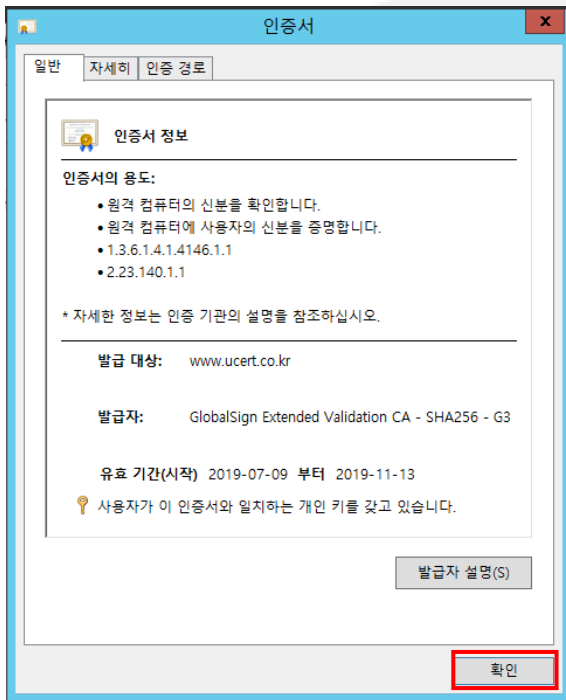 인증서
x
일반 자세히 인증 경로
인증서 정보
인증서의 용도:
• 원격 컴퓨터의 신분을 확인합니다.
• 원격 컴퓨터에 사용자의 신분을 증명합니다.
• 1.3.6.1.4.1.4146.1.1
• 2.23.140.1.1
* 자세한 정보는 인증 기관의 설명을 참조하십시오.
발급 대상: www.ucert.co.kr
발급자: GlobalSign Extended Validation CA - SHA256 - G3
유효 기간(시작) 2019-07-09 부터 2019-11-13
사용자가 이 인증서와 일치하는 개인 키를 갖고 있습니다.
발급자 설명(S)
확인